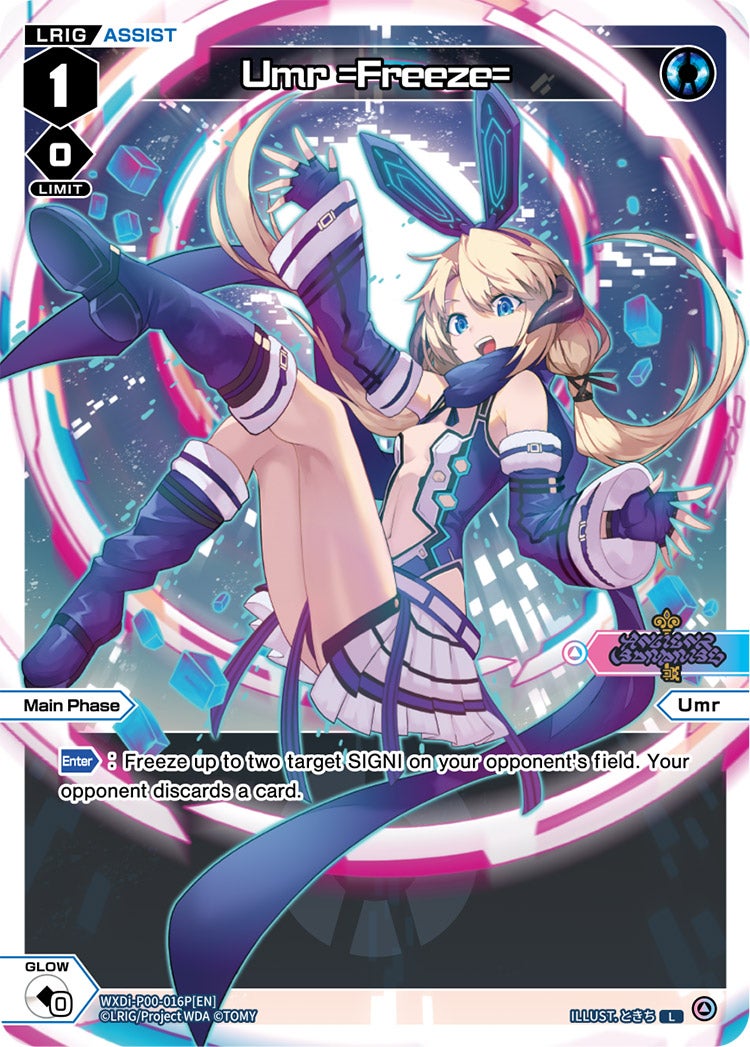 LRIG ASSIST
Umr =Freeze=
1
0
LIMIT
Main Phase
Umr
Enter : Freeze up to two target SIGNI on your opponent's field. Your
opponent discards a card.
GLOW
0
WXDi-P00-016P[EN]
©LRIG/Project WDA ©TOMY
ILLUST. ときち L